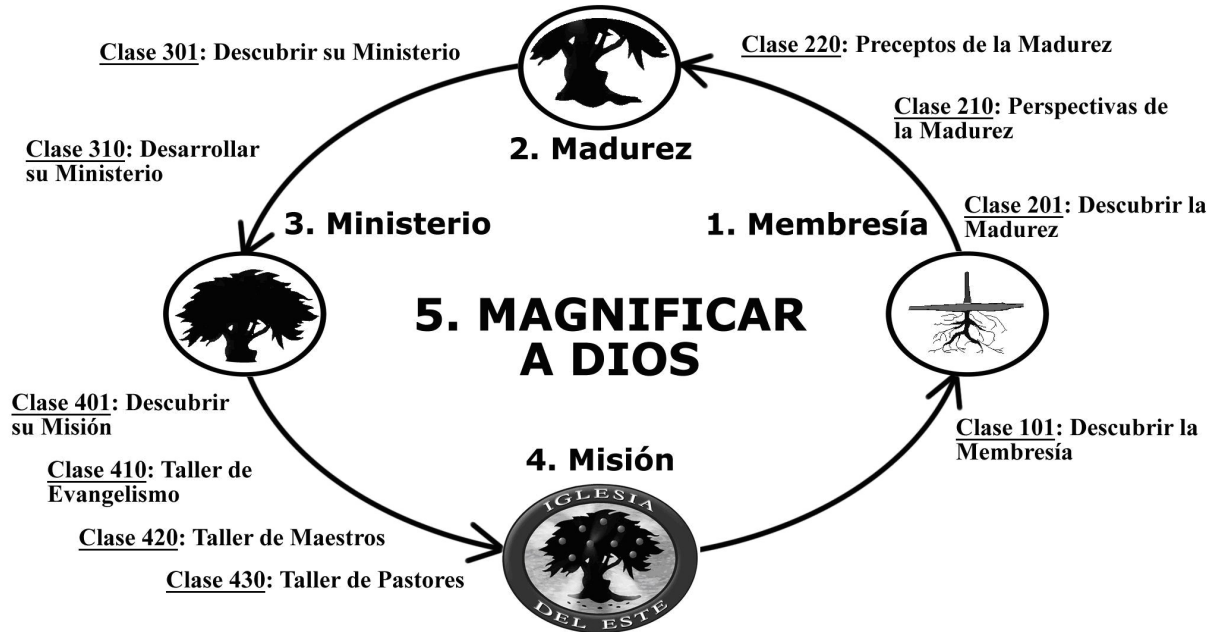 Clase 301: Descubrir su Ministerio
Clase 220: Preceptos de la Madurez
Clase 210: Perspectivas de
la Madurez
2. Madurez
Clase 310: Desarrollar
su Ministerio
Clase 201: Descubrir la
Madurez
3. Ministerio
1. Membresía
5. MAGNIFICAR
A DIOS
Clase 401: Descubrir
su Misión
Clase 101: Descubrir la
Membresía
4. Misión
Clase 410: Taller de
Evangelismo
IGLESIA
DEL ESTE
Clase 420: Taller de Maestros
Clase 430: Taller de Pastores